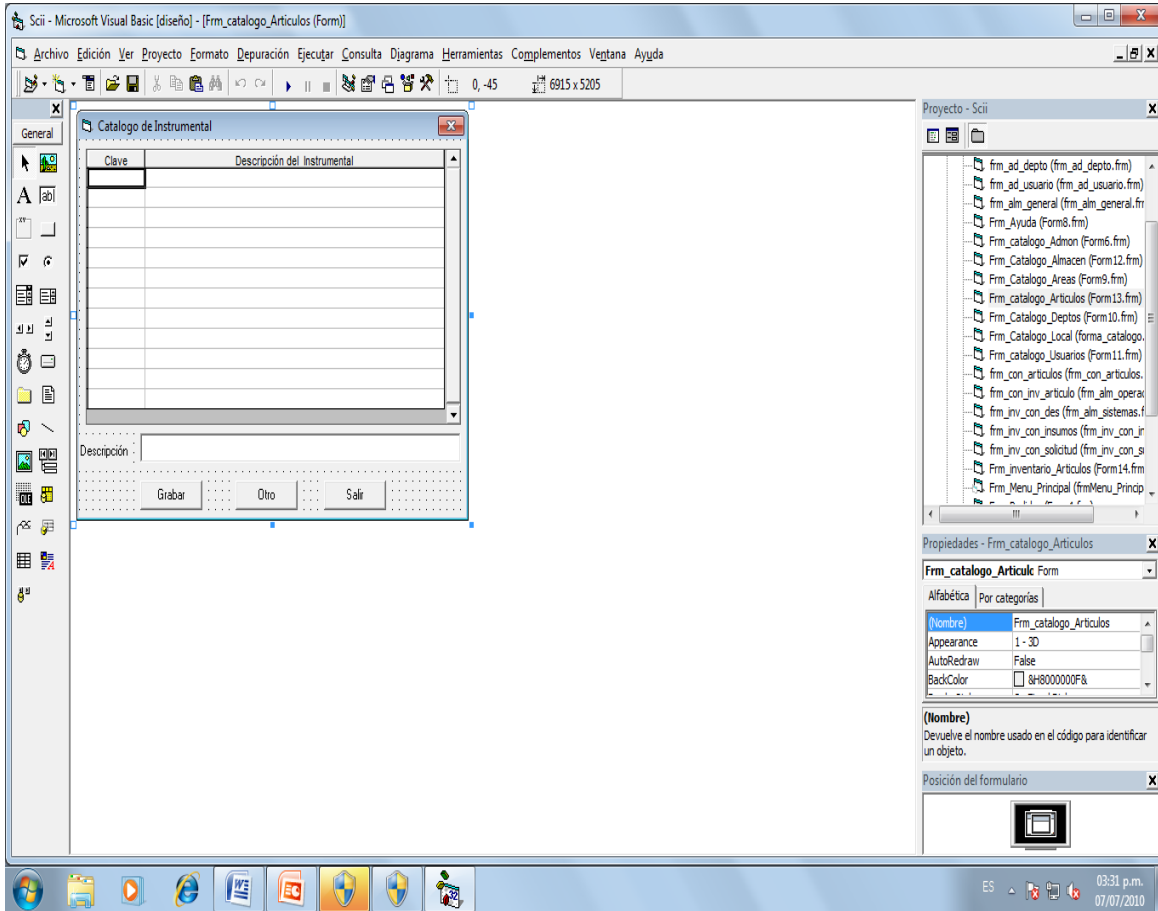 Scii - Microsoft Visual Basic [diseño] - [Frm_catalogo_Articulos (Form)]
Archivo Edición Ver Proyecto Formato Depuración Ejecutar Consulta Diagrama Herramientas Complementos Ventana Ayuda
0, -45 6915 x 5205
General
Catalogo de Instrumental
Clave Descripción del Instrumental
Descripción
Grabar Otro Salir
Proyecto - Scii
frm_ad_depto (frm_ad_depto.frm)
frm_ad_usuario (frm_ad_usuario.frm)
frm_alm_general (frm_alm_general.fr
Frm_Ayuda (Form8.frm)
Frm_catalogo_Admon (Form6.frm)
Frm_Catalogo_Almacen (Form12.frm)
Frm_Catalogo_Areas (Form9.frm)
Frm_catalogo_Articulos (Form13.frm)
Frm_Catalogo_Deptos (Form10.frm)
Frm_Catalogo_Local (forma_catalogo.
Frm_catalogo_Usuarios (Form11.frm)
frm_con_articulos (frm_con_articulos.
frm_con_inv_articulo (frm_alm_operac
frm_inv_con_des (frm_alm_sistemas.f
frm_inv_con_insumos (frm_inv_con_in
frm_inv_con_solicitud (frm_inv_con_s
Frm_inventario_Articulos (Form14.frm
Frm_Menu_Principal (frmMenu_Princip
Propiedades - Frm_catalogo_Articulos
Frm_catalogo_Articulc Form
Alfabética Por categorías
(Nombre) Frm_catalogo_Articulos
Appearance 1 - 3D
AutoRedraw False
BackColor &H8000000F&
(Nombre)
Devuelve el nombre usado en el código para identificar
un objeto.
Posición del formulario
ES 03:31 p.m.
07/07/2010